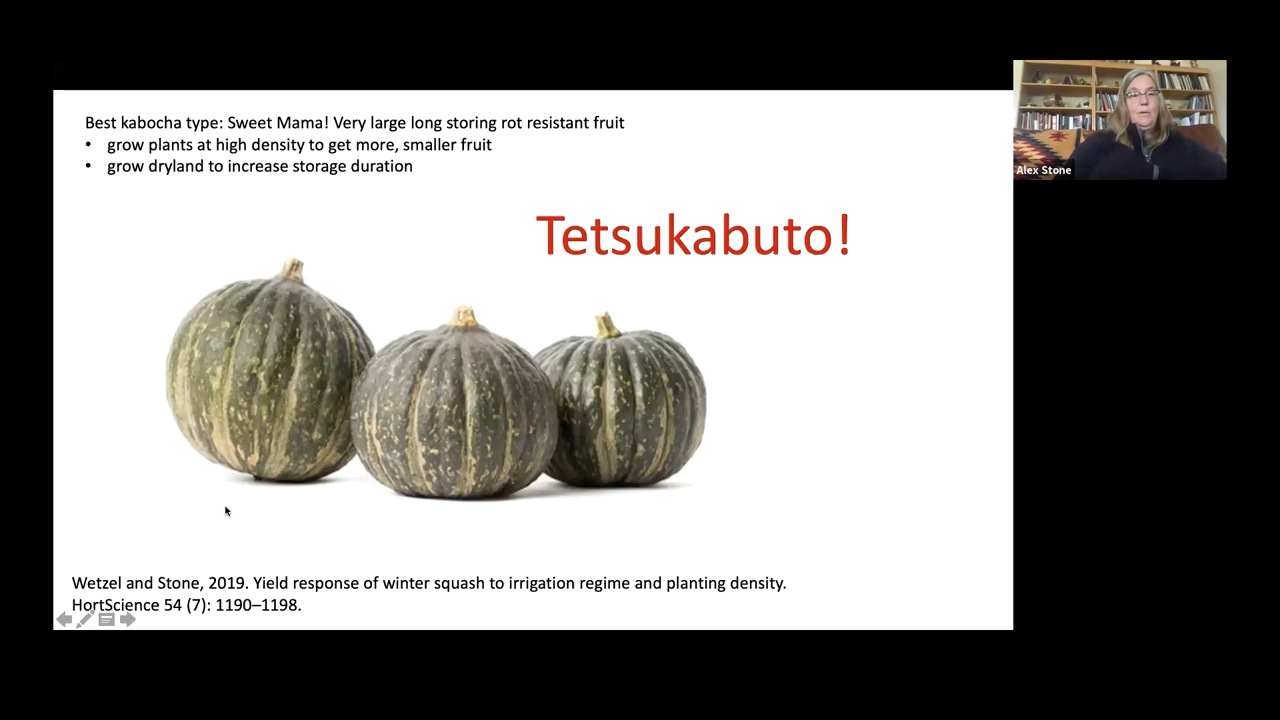 Best kabocha type: Sweet Mama! Very large long storing rot resistant fruit
• grow plants at high density to get more, smaller fruit
• grow dryland to increase storage duration
Alex Stone
Tetsukabuto!
Wetzel and Stone, 2019. Yield response of winter squash to irrigation regime and planting density.
HortScience 54 (7): 1190–1198.